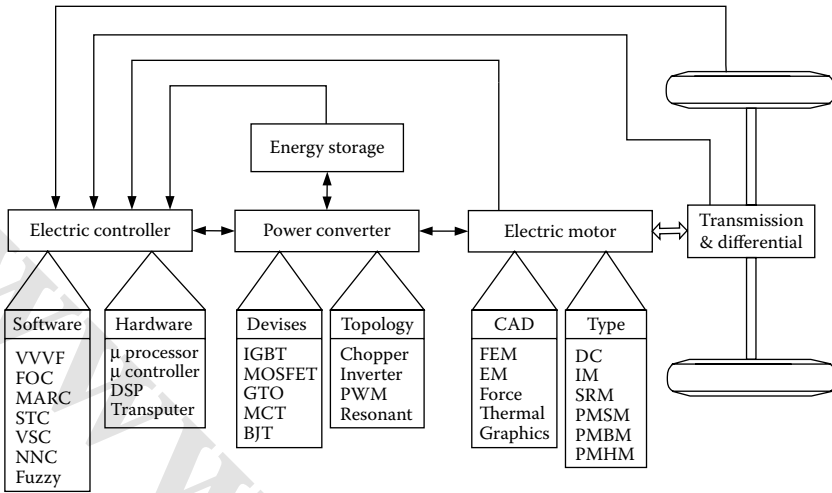 Energy storage
Electric controller
Power converter
Electric motor
Transmission
& differential
Software
VVVF
FOC
MARC
STC
VSC
NNC
Fuzzy
Hardware
µ processor
µ controller
DSP
Transputer
Devises
IGBT
MOSFET
GTO
MCT
BJT
Topology
Chopper
Inverter
PWM
Resonant
CAD
FEM
EM
Force
Thermal
Graphics
Type
DC
IM
SRM
PMSM
PMBM
PMHM